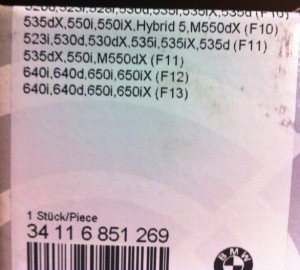 535dX,550i,550iX,Hybrid 5,M550dX (F10)
523i,530d,530dX,535i,535iX,535d (F11)
535dX,550i,M550dX (F11)
640i,640d,650i,650iX (F12)
640i,640d,650i,650iX (F13)
1 Stück/Piece
34 11 6 851 269
BMW